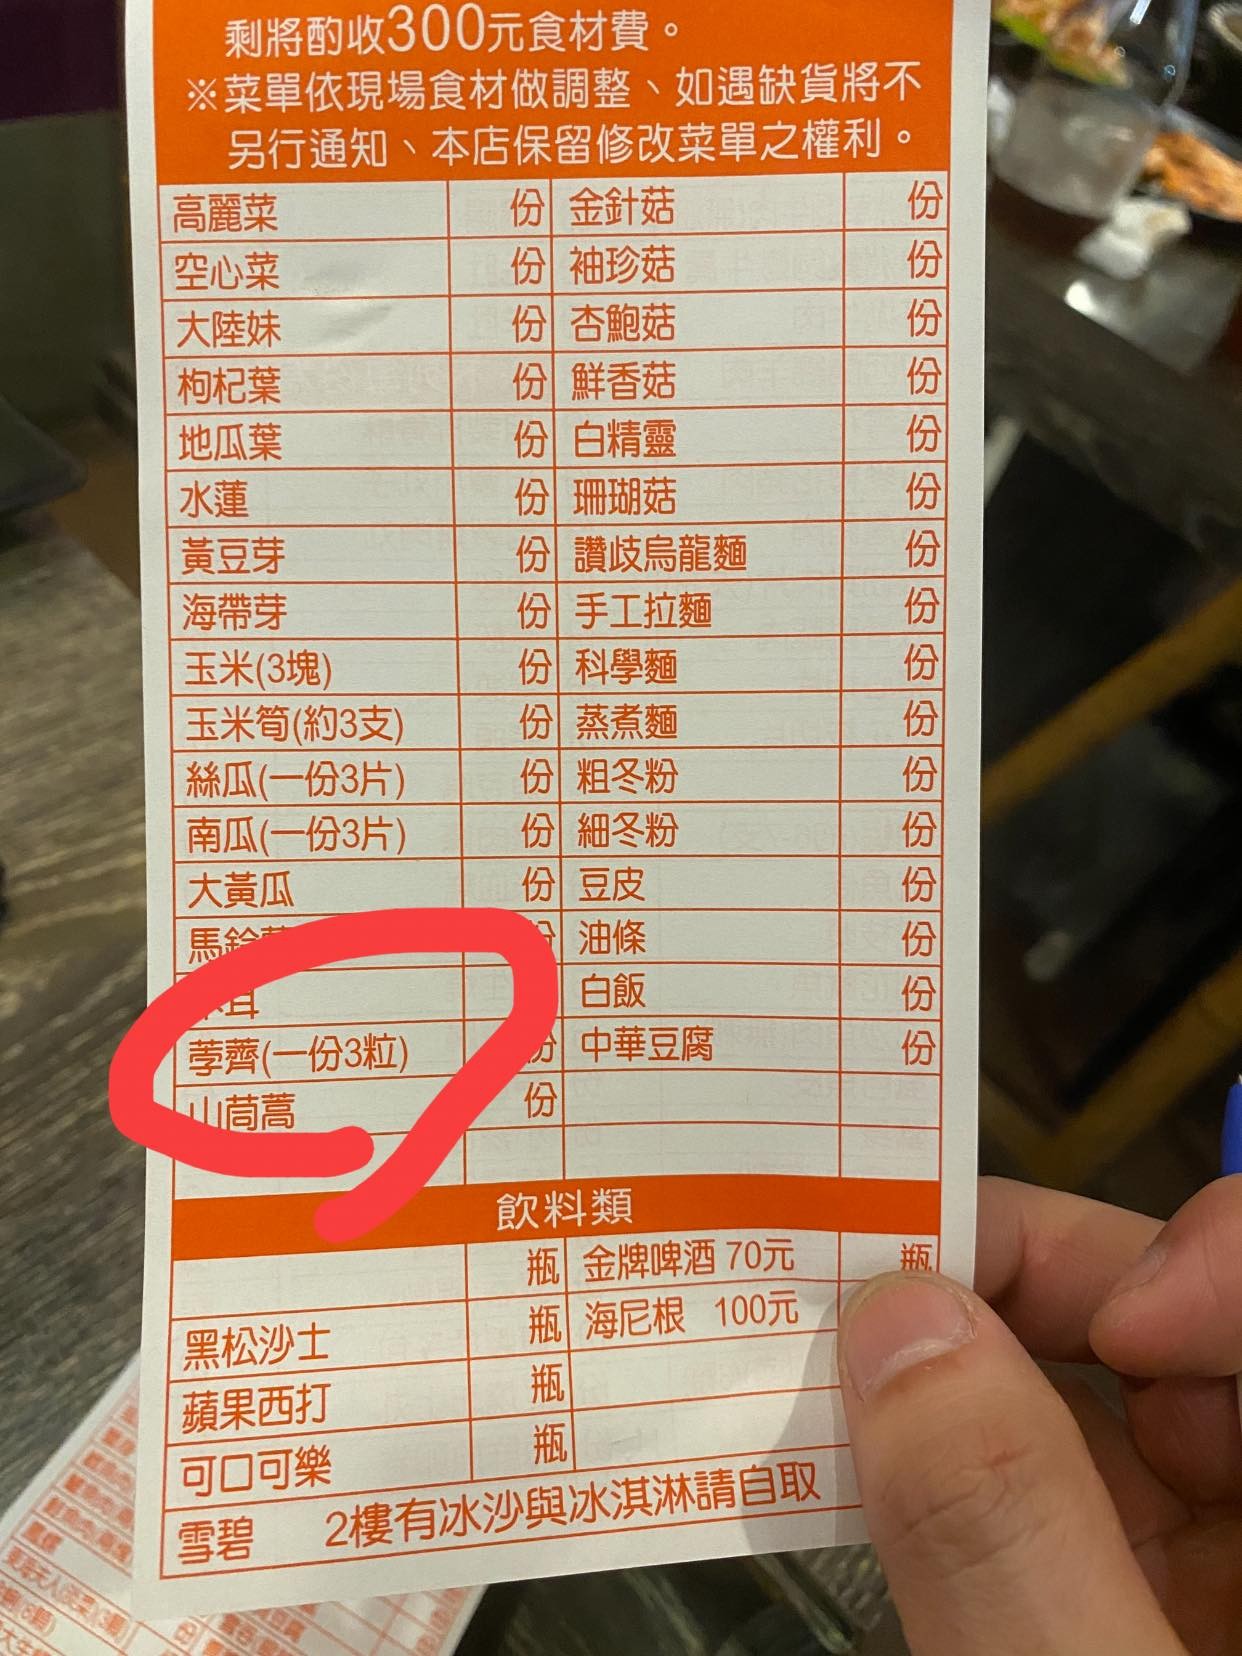 剩將酌收300元食材費。
※菜單依現場食材做調整、如遇缺貨將不
另行通知、本店保留修改菜單之權利。
高麗菜 份 金針菇 份
空心菜 份 袖珍菇 份
大陸妹 份 杏鮑菇 份
枸杞葉 份 鮮香菇 份
地瓜葉 份 白精靈 份
水蓮 份 珊瑚菇 份
黃豆芽 份 讚歧烏龍麵 份
海帶芽 份 手工拉麵 份
玉米(3塊) 份 科學麵 份
玉米筍(約3支) 份 蒸煮麵 份
絲瓜(一份3片) 份 粗冬粉 份
南瓜(一份3片) 份 細冬粉 份
大黃瓜 份 豆皮 份
馬鈴 份 油條 份
耳 白飯 份
荸薺(一份3粒) 份 中華豆腐 份
山茼蒿 份
飲料類
瓶 金牌啤酒 70元 瓶
黑松沙士 瓶 海尼根 100元
蘋果西打 瓶
可口可樂 瓶
雪碧 2樓有冰沙與冰淇淋請自取